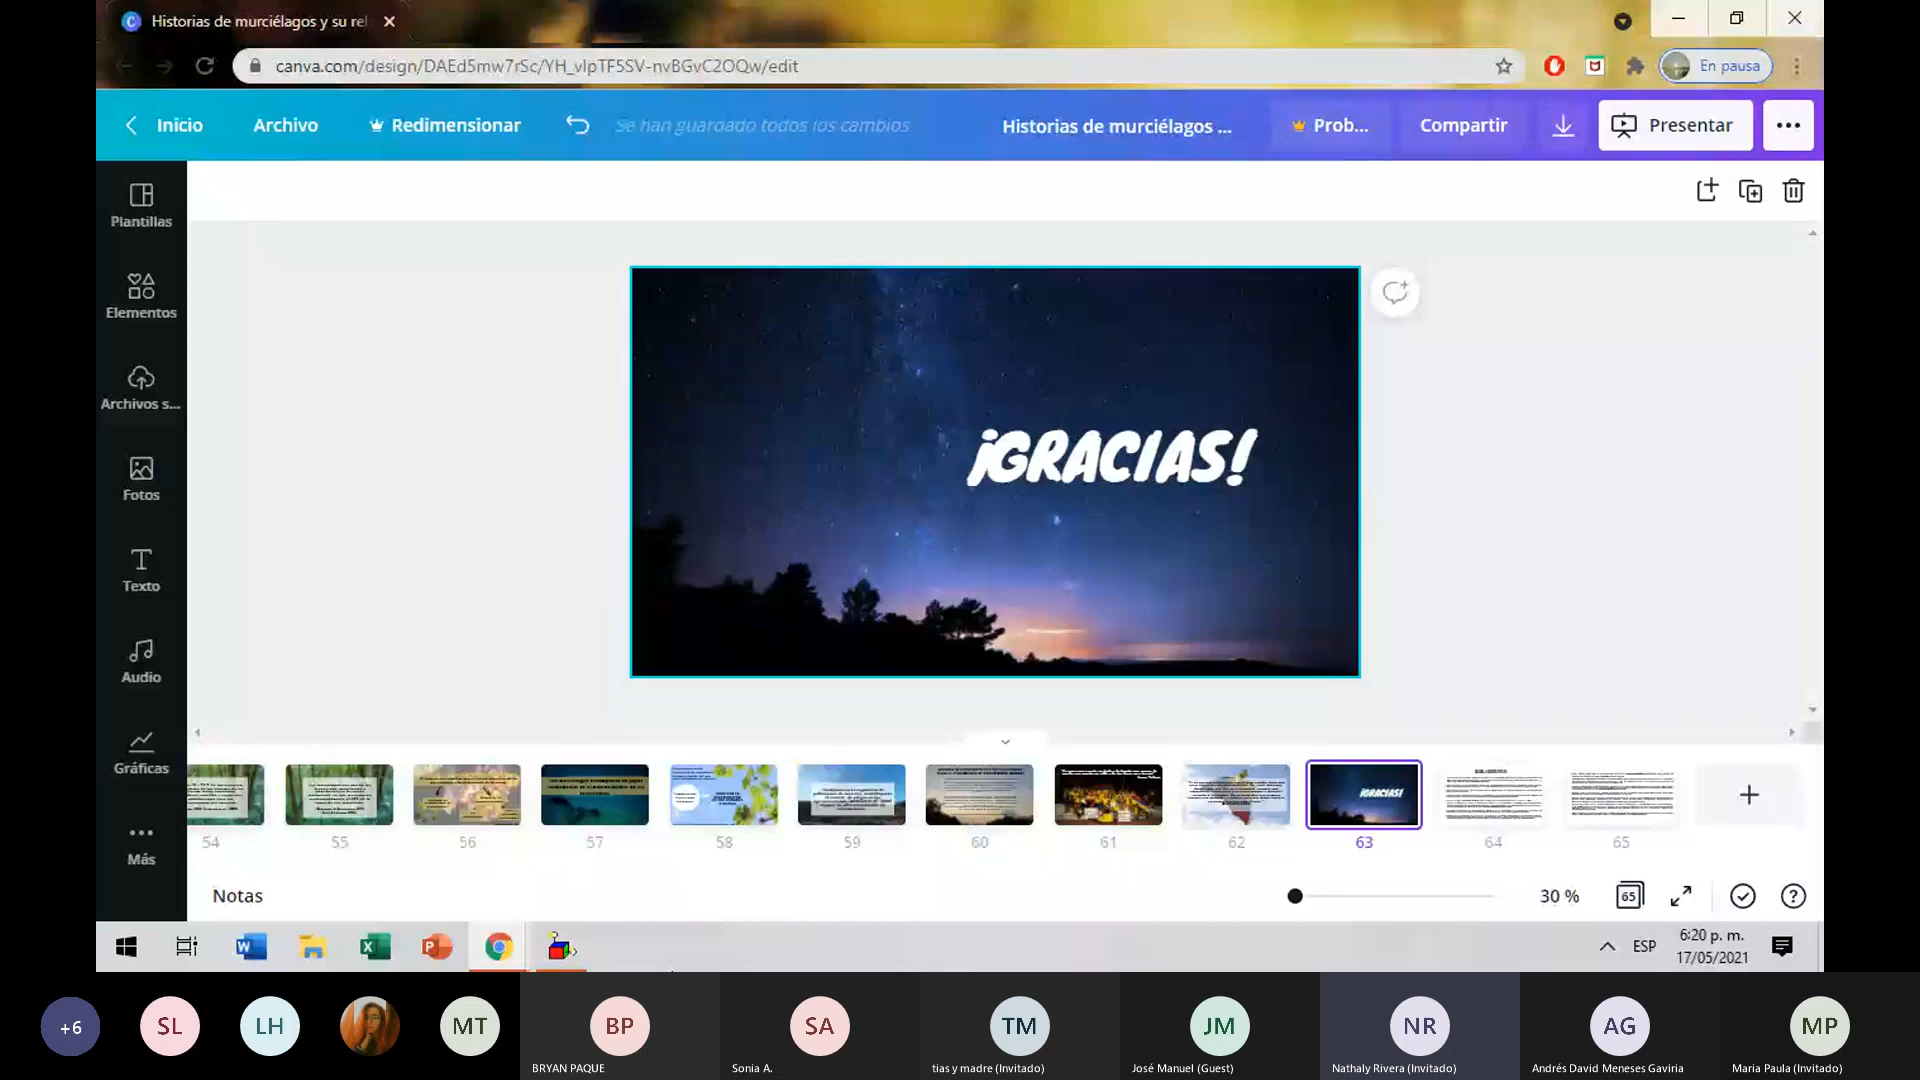 Historias de murciélagos y su rel
canva.com/design/DAEd5mw7rSc/YH_vlpTF5SV-nvBGvC2OQw/edit
En pausa
Inicio
Archivo
Redimensionar
Se han guardado todos los cambios
Historias de murciélagos ...
Prob...
Compartir
Presentar
Plantillas
Elementos
Archivos s...
Fotos
Texto
Audio
Gráficas
Más
¡GRACIAS!
¡GRACIAS!
54
55
56
57
58
59
60
61
62
63
64
65
Notas
30 %
65
ESP
6:20 p. m.
17/05/2021
+6
SL
LH
MT
BP
SA
TM
JM
NR
AG
MP
BRYAN PAQUE
Sonia A.
tias y madre (Invitado)
José Manuel (Guest)
Nathaly Rivera (Invitado)
Andrés David Meneses Gaviria
Maria Paula (Invitado)